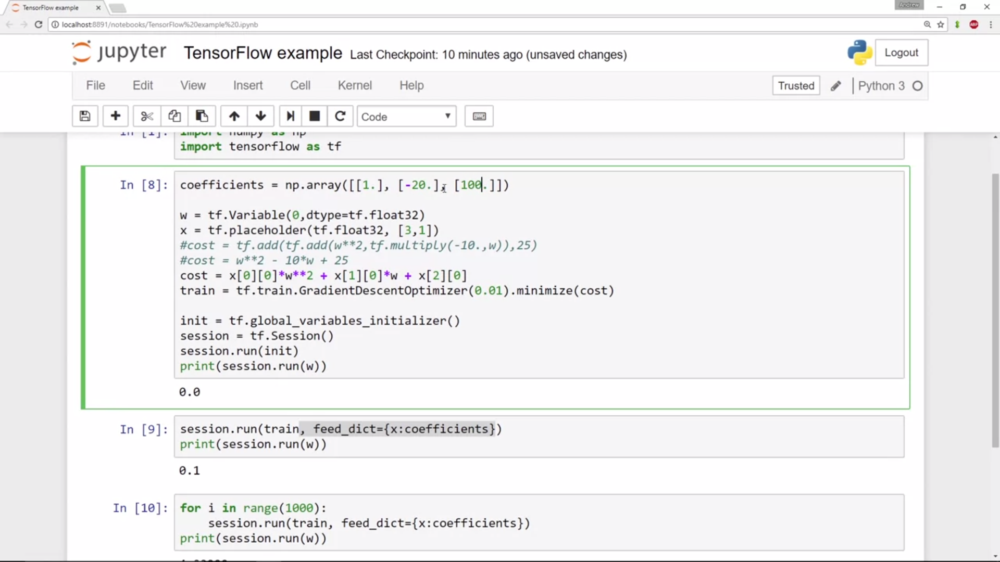 TensorFlow example
Andrew
localhost:8891/notebooks/TensorFlow%20example%20.ipynb
ABP
jupyter TensorFlow example Last Checkpoint: 10 minutes ago (unsaved changes)
Logout
File Edit View Insert Cell Kernel Help
Trusted Python 3
Code
In [1]: import numpy as np
import tensorflow as tf
In [8]: coefficients = np.array([[1.], [-20.], [100.]])
w = tf.Variable(0,dtype=tf.float32)
x = tf.placeholder(tf.float32, [3,1])
#cost = tf.add(tf.add(w**2,tf.multiply(-10.,w)),25)
#cost = w**2 - 10*w + 25
cost = x[0][0]*w**2 + x[1][0]*w + x[2][0]
train = tf.train.GradientDescentOptimizer(0.01).minimize(cost)
init = tf.global_variables_initializer()
session = tf.Session()
session.run(init)
print(session.run(w))
0.0
In [9]: session.run(train, feed_dict={x:coefficients})
print(session.run(w))
0.1
In [10]: for i in range(1000):
session.run(train, feed_dict={x:coefficients})
print(session.run(w))